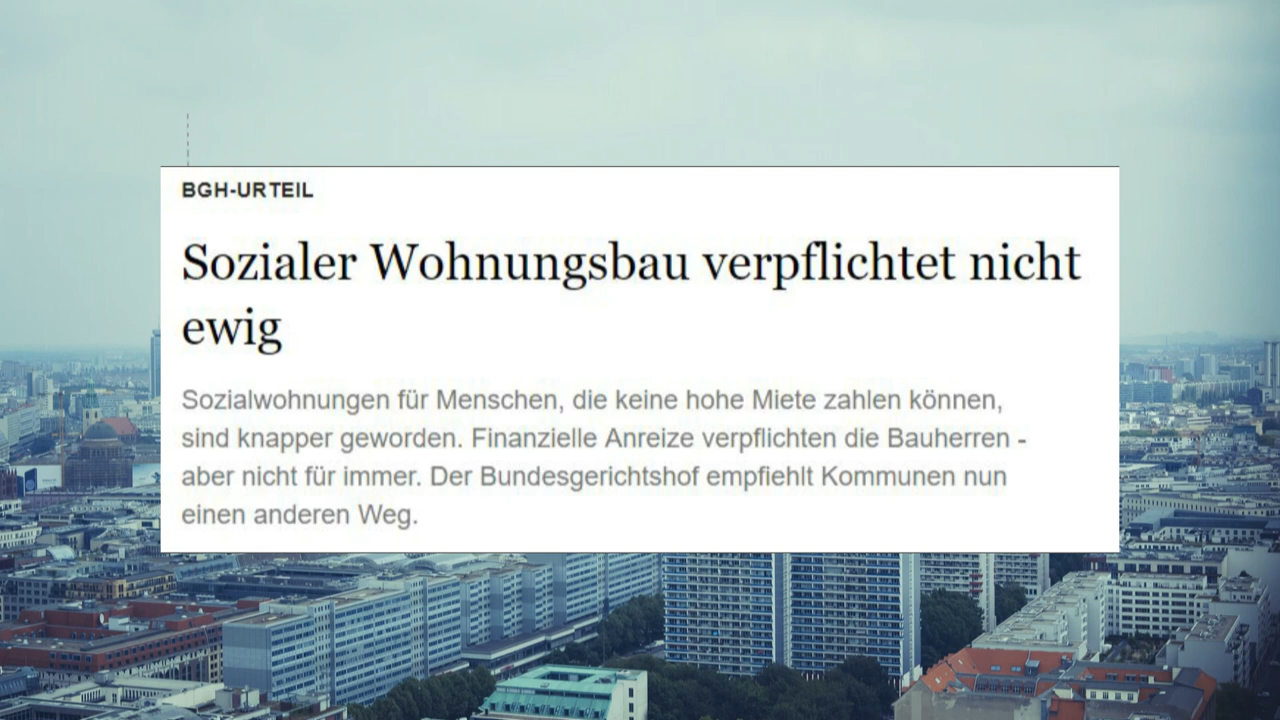 BGH-URTEIL
Sozialer Wohnungsbau verpflichtet nicht
ewig
Sozialwohnungen für Menschen, die keine hohe Miete zahlen können,
sind knapper geworden. Finanzielle Anreize verpflichten die Bauherren -
aber nicht für immer. Der Bundesgerichtshof empfiehlt Kommunen nun
einen anderen Weg.